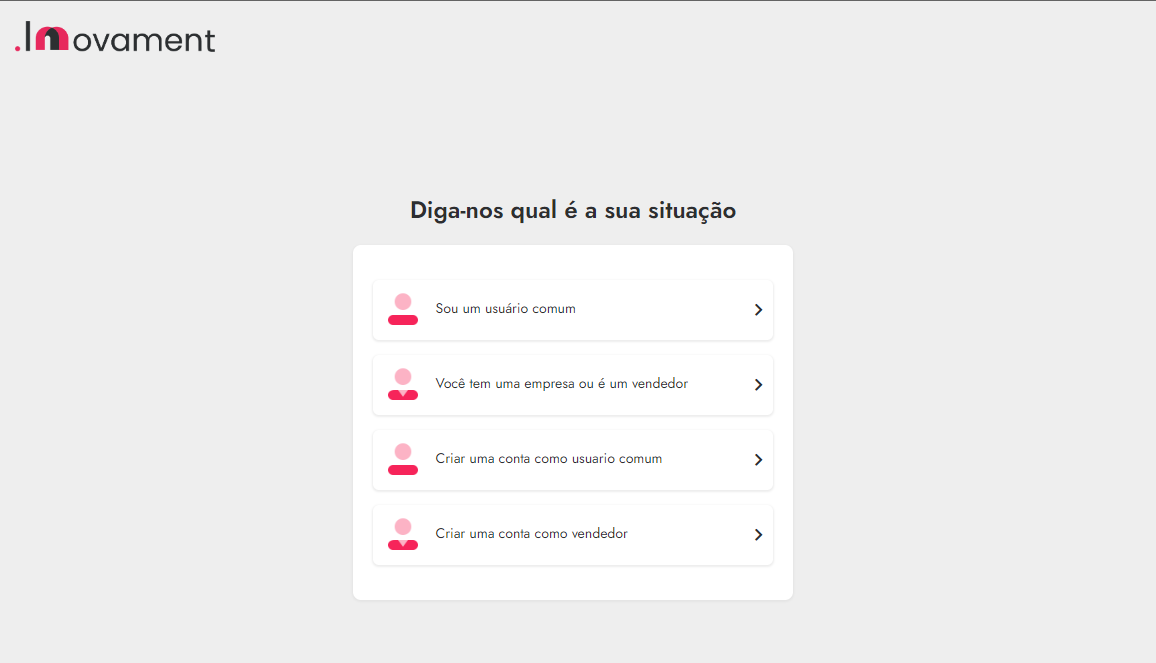 .Imovament
Diga-nos qual é a sua situação
Sou um usuário comum
Você tem uma empresa ou é um vendedor
Criar uma conta como usuario comum
Criar uma conta como vendedor